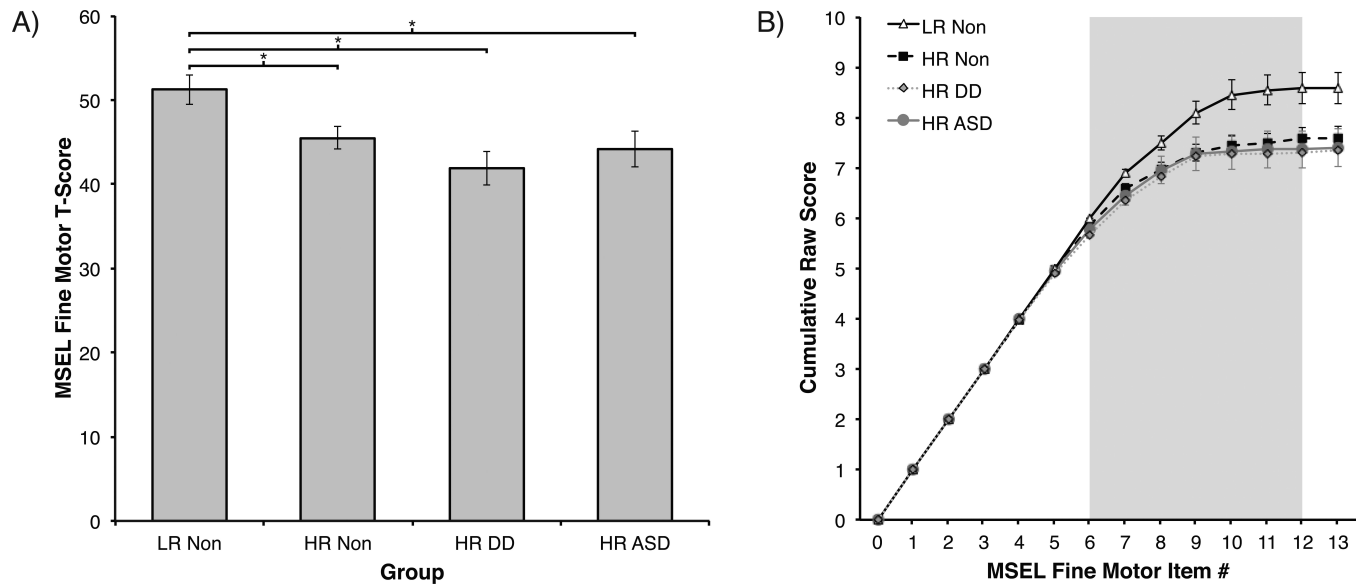 A)
MSEL Fine Motor T-Score
60
50
40
30
20
10
0
*
*
*
LR Non HR Non HR DD HR ASD
Group
B)
Cumulative Raw Score
10
9
8
7
6
5
4
3
2
1
0
LR Non
HR Non
HR DD
HR ASD
0 1 2 3 4 5 6 7 8 9 10 11 12 13
MSEL Fine Motor Item #